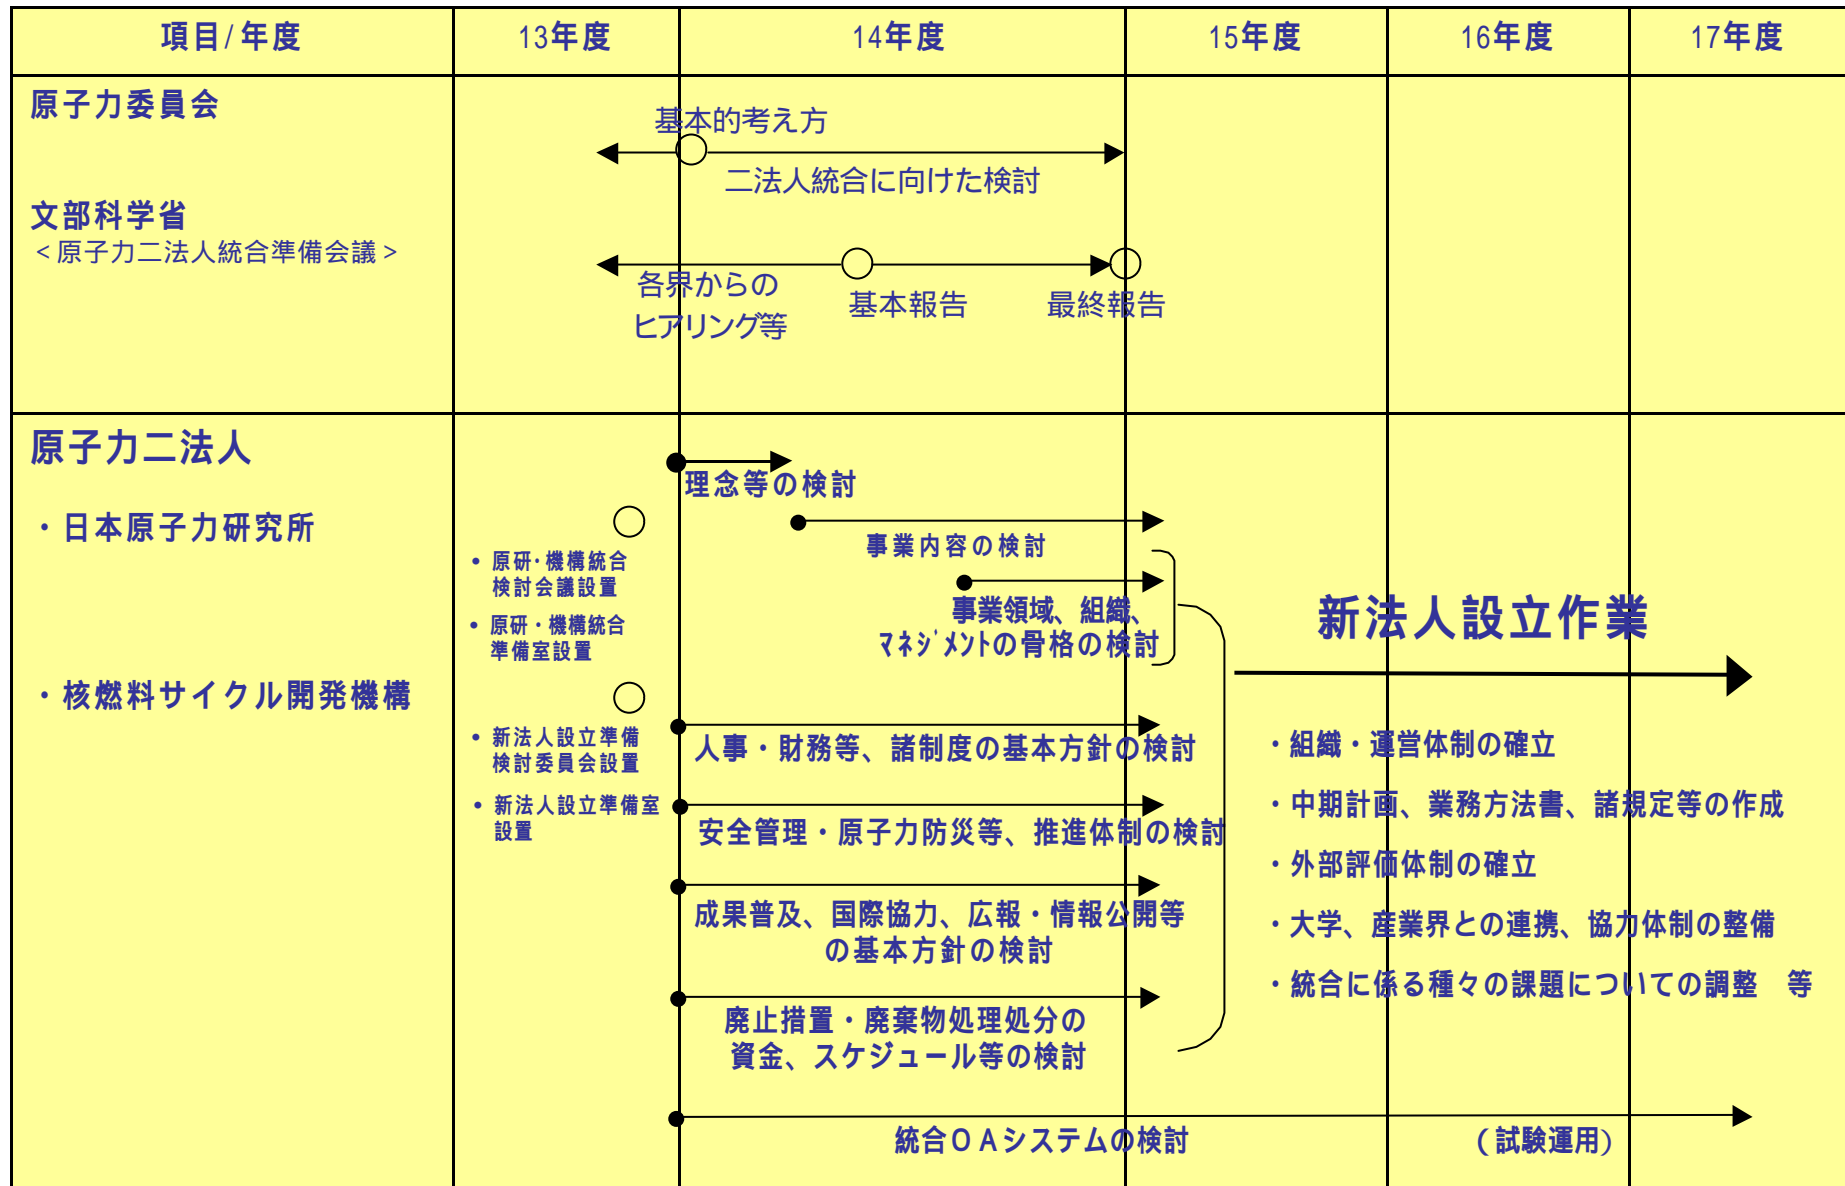 項目/年度
13年度
14年度
15年度
16年度
17年度
原子力委員会
基本的考え方
二法人統合に向けた検討
文部科学省
<原子力二法人統合準備会議>
各界からの
ヒアリング等
基本報告
最終報告
原子力二法人
・日本原子力研究所
・核燃料サイクル開発機構
• 原研・機構統合
検討会議設置
• 原研・機構統合
準備室設置
• 新法人設立準備
検討委員会設置
• 新法人設立準備室
設置
理念等の検討
事業内容の検討
事業領域、組織、
ﾏﾈｼﾞﾒﾝﾄの骨格の検討
人事・財務等、諸制度の基本方針の検討
安全管理・原子力防災等、推進体制の検討
成果普及、国際協力、広報・情報公開等
の基本方針の検討
廃止措置・廃棄物処理処分の
資金、スケジュール等の検討
統合OAシステムの検討
(試験運用)
新法人設立作業
・組織・運営体制の確立
・中期計画、業務方法書、諸規定等の作成
・外部評価体制の確立
・大学、産業界との連携、協力体制の整備
・統合に係る種々の課題についての調整　等